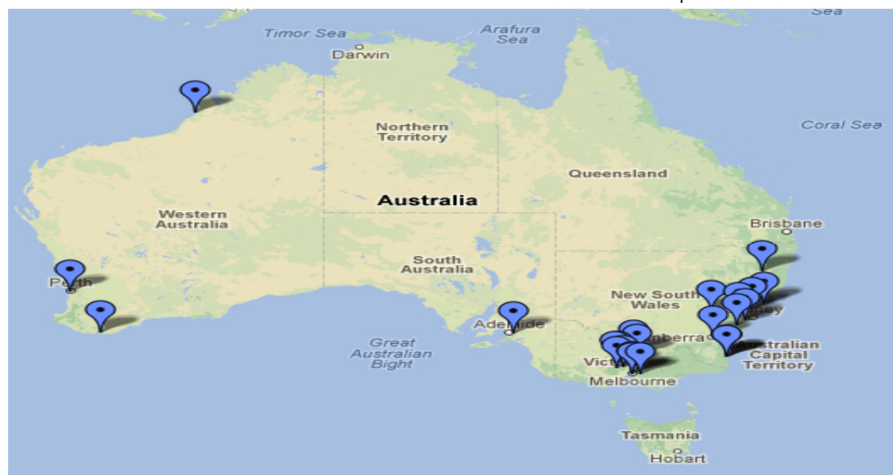 Sea
Timor Sea
Arafura
Sea
Darwin
Coral Sea
Northern
Territory
Queensland
Australia
Western
Australia
Brisbane
South
Australia
New South
Wales
Adelaide
Great
Australian
Bight
Australian
Capital
Territory
Melbourne
Tasmania
Hobart